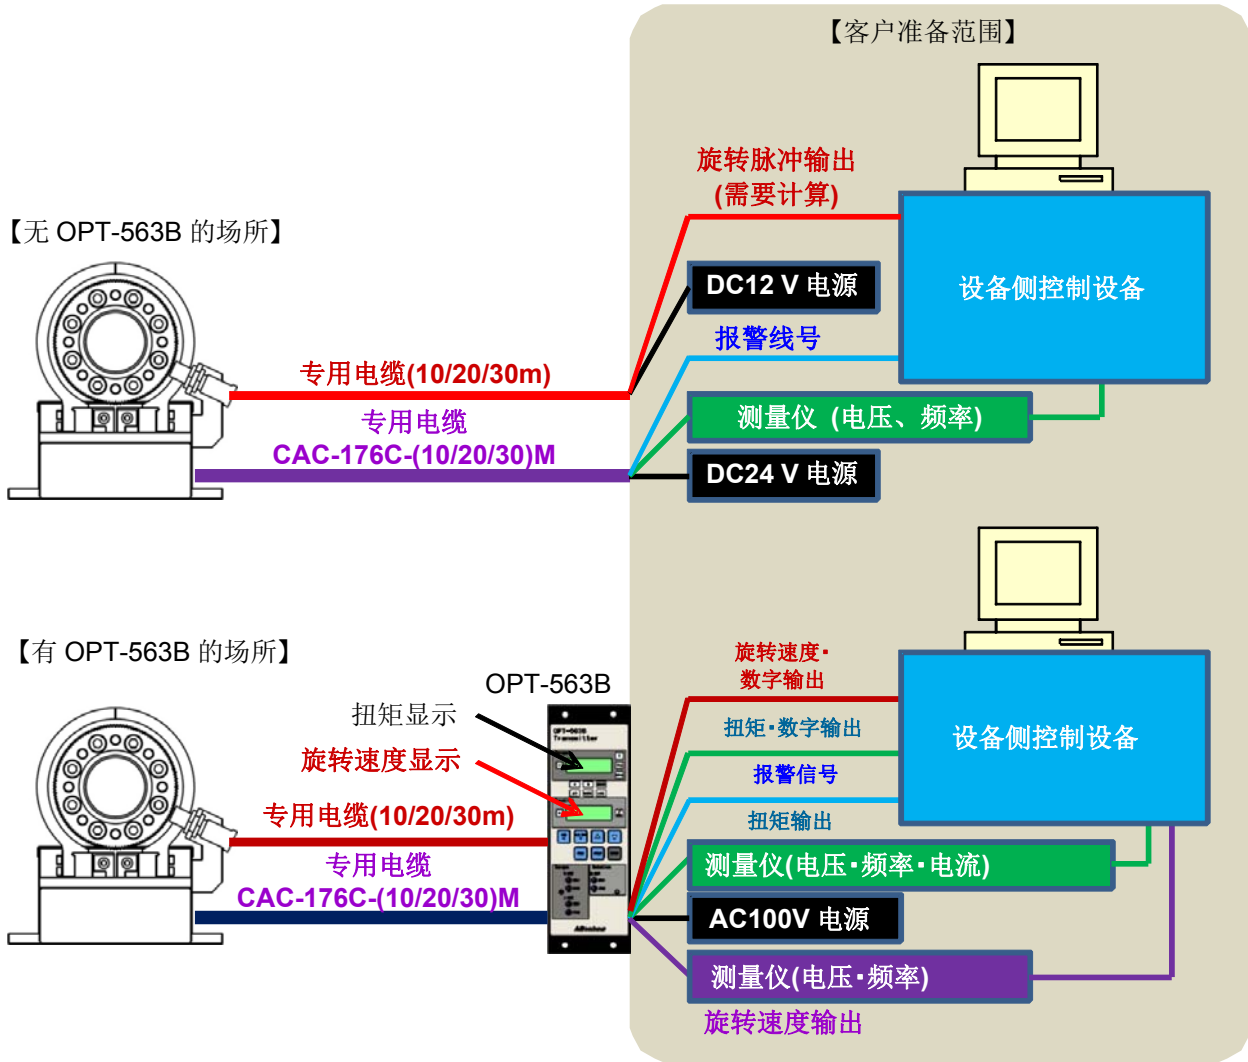 【客户准备范围】
旋转脉冲输出
(需要计算)
【无 OPT-563B 的场所】
DC12 V 电源
设备侧控制设备
报警线号
专用电缆(10/20/30m)
专用电缆
CAC-176C-(10/20/30)M
测量仪 (电压、频率)
DC24 V 电源
【有 OPT-563B 的场所】
OPT-563B
扭矩显示
旋转速度显示
专用电缆(10/20/30m)
专用电缆
CAC-176C-(10/20/30)M
OPT-563B
Transmitter
旋转速度·
数字输出
扭矩·数字输出
报警信号
扭矩输出
设备侧控制设备
测量仪(电压·频率·电流)
AC100V 电源
测量仪(电压·频率)
旋转速度输出